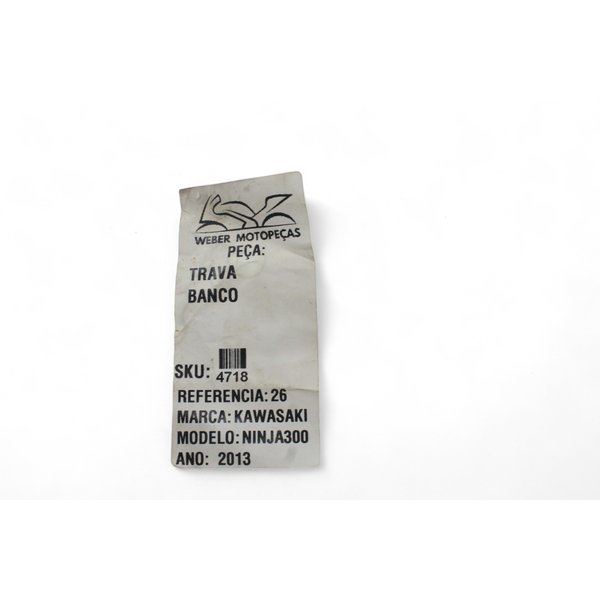 WEBER MOTOPEÇAS
PEÇA:
TRAVA
BANCO
SKU: 4718
REFERENCIA: 26
MARCA: KAWASAKI
MODELO: NINJA300
ANO: 2013